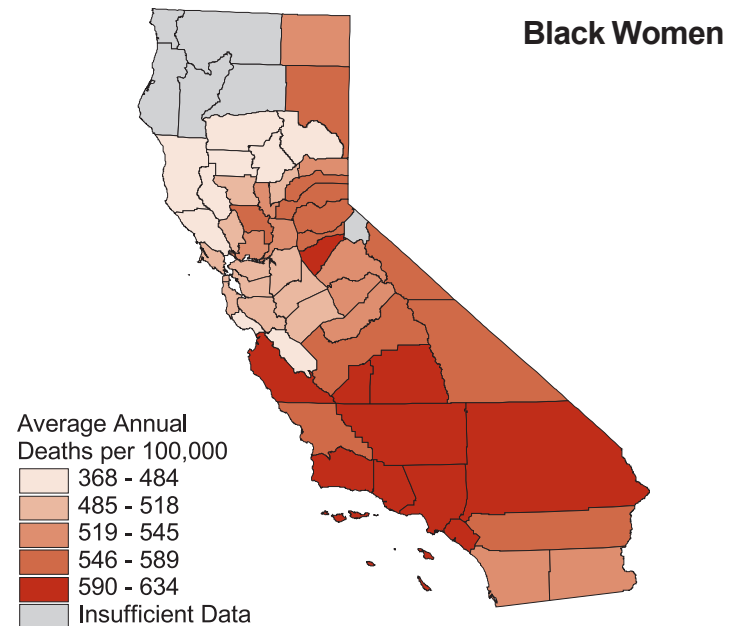 Black Women
Average Annual
Deaths per 100,000
368 - 484
485 - 518
519 - 545
546 - 589
590 - 634
Insufficient Data